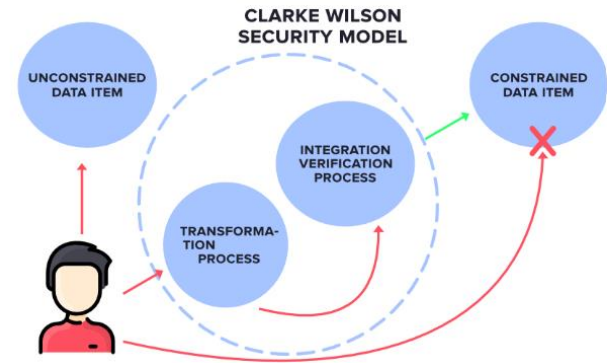 CLARKE WILSON
SECURITY MODEL
UNCONSTRAINED
DATA ITEM
CONSTRAINED
DATA ITEM
INTEGRATION
VERIFICATION
PROCESS
TRANSFORMA-
TION
PROCESS